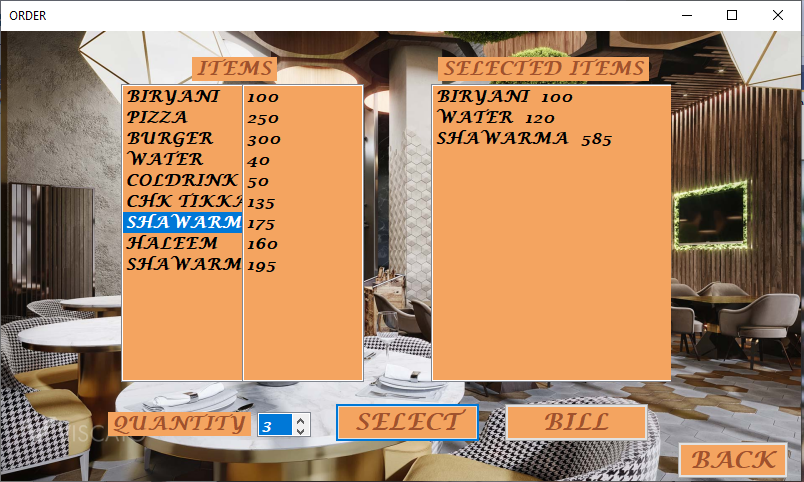 ORDER
ITEMS
BIRYANI 100
PIZZA 250
BURGER 300
WATER 40
COLDRINK 50
CHK TIKKA 135
SHAWARM 175
HALEEM 160
SHAWARM 195
SELECTED ITEMS
BIRYANI 100
WATER 120
SHAWARMA 585
QUANTITY 3 SELECT BILL
BACK